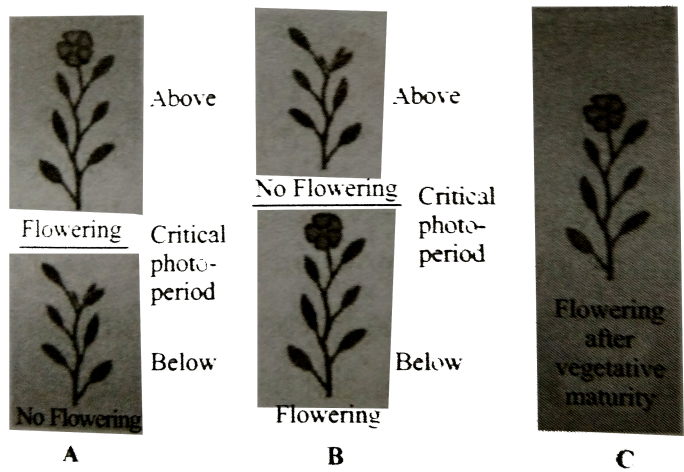 Above
Flowering
Critical
photo-
period
Below
No Flowering
A
Above
No Flowering
Critical
photo-
period
Below
Flowering
B
Flowering
after
vegetative
maturity
C